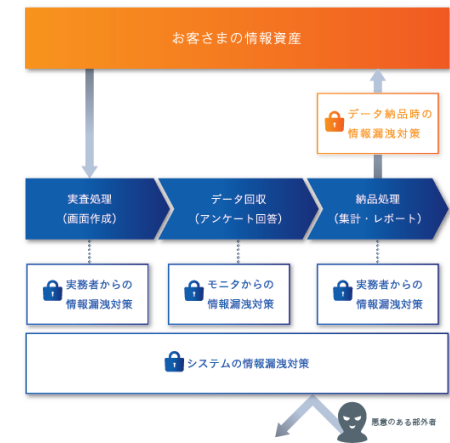 お客さまの情報資産
データ納品時の
情報漏洩対策
実査処理
（画面作成）
データ回収
（アンケート回答）
納品処理
（集計・レポート）
実務者からの
情報漏洩対策
モニタからの
情報漏洩対策
実務者からの
情報漏洩対策
システムの情報漏洩対策
悪意のある部外者